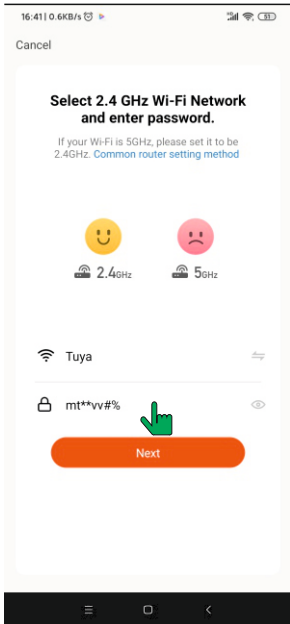 16:41 | 0.6KB/s 51
Cancel
Select 2.4 GHz Wi-Fi Network
and enter password.
If your Wi-Fi is 5GHz, please set it to be
2.4GHz. Common router setting method
2.4GHz 5GHz
Tuya
mt**vv#%
Next